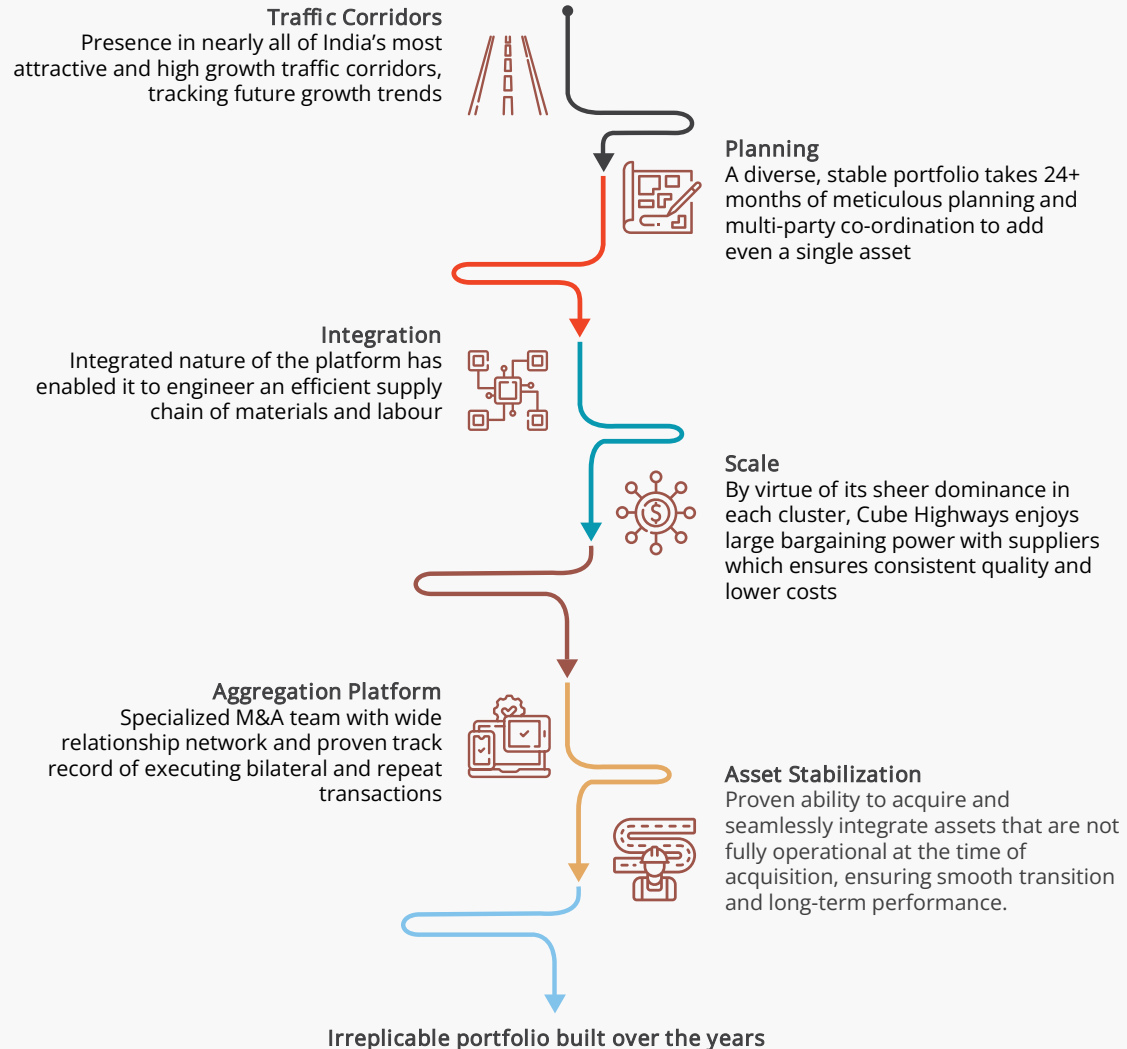 Traffic Corridors
Presence in nearly all of India’s most
attractive and high growth traffic corridors,
tracking future growth trends
Planning
A diverse, stable portfolio takes 24+
months of meticulous planning and
multi-party co-ordination to add
even a single asset
Integration
Integrated nature of the platform has
enabled it to engineer an efficient supply
chain of materials and labour
Scale
By virtue of its sheer dominance in
each cluster, Cube Highways enjoys
large bargaining power with suppliers
which ensures consistent quality and
lower costs
$
Aggregation Platform
Specialized M&A team with wide
relationship network and proven track
record of executing bilateral and repeat
transactions
Asset Stabilization
Proven ability to acquire and
seamlessly integrate assets that are not
fully operational at the time of
acquisition, ensuring smooth transition
and long-term performance.
Irreplicable portfolio built over the years